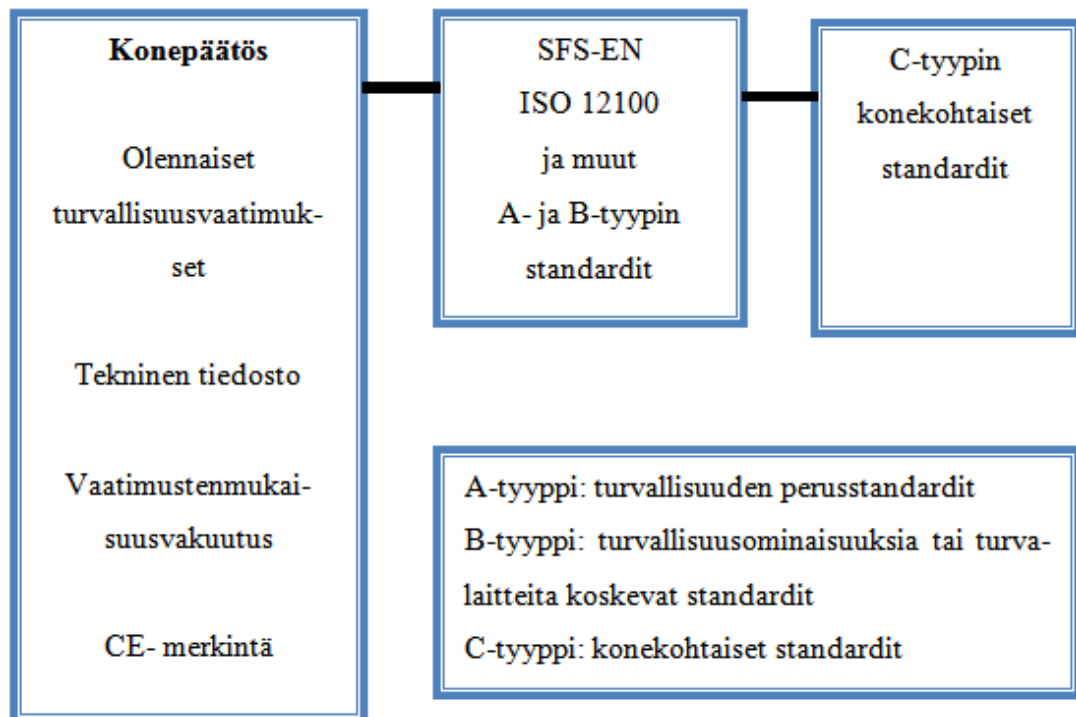 Konepäätös
Olennaiset
turvallisuusvaatimuk-
set
Tekninen tiedosto
Vaatimustenmukai-
suusvakuutus
CE- merkintä
SFS-EN
ISO 12100
ja muut
A- ja B-tyypin
standardit
C-tyypin
konekohtaiset
standardit
A-tyyppi: turvallisuuden perusstandardit
B-tyyppi: turvallisuusominaisuuksia tai turva-
laitteita koskevat standardit
C-tyyppi: konekohtaiset standardit